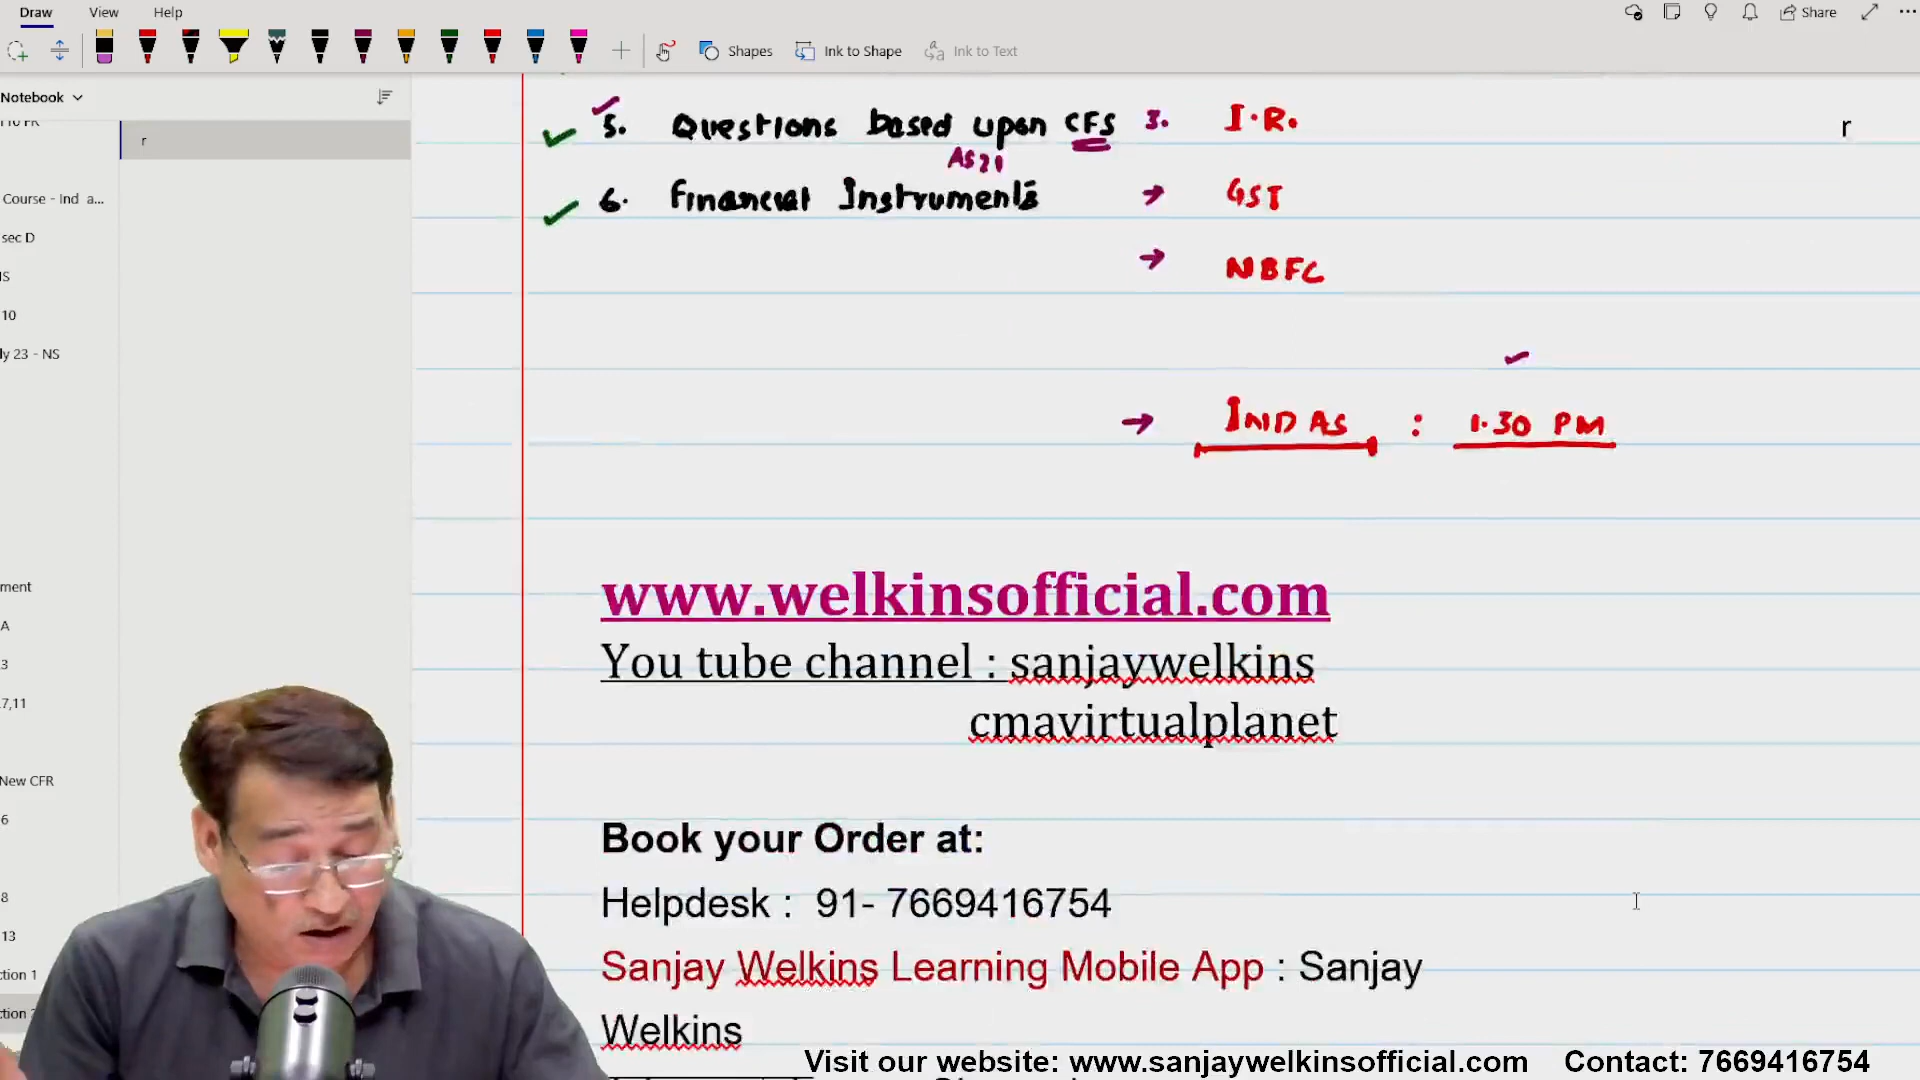 Draw View Help
Share
Shapes Ink to Shape Ink to Text
Notebook
r
Course - Ind a...
sec D
10
ly 23 - NS
ment
A
3
7,11
New CFR
6
8
13
ction 1
ction
r
5. Questions based upon CFS 3. I.R.
AS21
6. Financial Instruments → GST
→ NBFC
→ IND AS : 1.30 PM
www.welkinsofficial.com
You tube channel : sanjaywelkins
cmavirtualplanet
Book your Order at:
Helpdesk : 91- 7669416754
Sanjay Welkins Learning Mobile App : Sanjay
Welkins
Visit our website: www.sanjaywelkinsofficial.com Contact: 7669416754